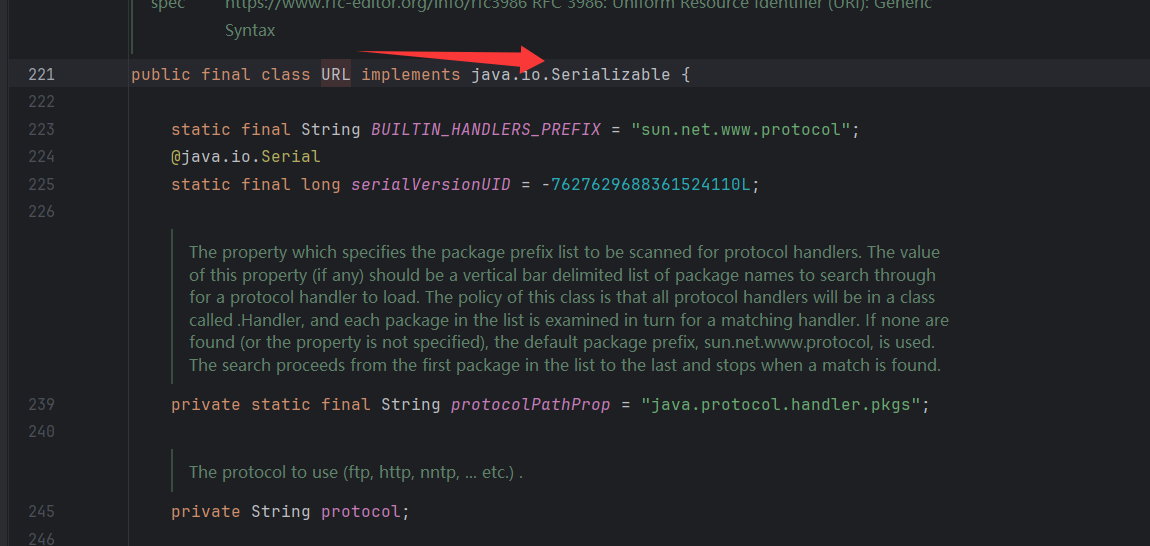 spec https://www.rfc-editor.org/info/rfc3986 RFC 3986: Uniform Resource Identifier (URI): Generic
Syntax
221 public final class URL implements java.io.Serializable {
222
223 static final String BUILTIN_HANDLERS_PREFIX = "sun.net.www.protocol";
224 @java.io.Serial
225 static final long serialVersionUID = -7627629688361524110L;
226
The property which specifies the package prefix list to be scanned for protocol handlers. The value
of this property (if any) should be a vertical bar delimited list of package names to search through
for a protocol handler to load. The policy of this class is that all protocol handlers will be in a class
called .Handler, and each package in the list is examined in turn for a matching handler. If none are
found (or the property is not specified), the default package prefix, sun.net.www.protocol, is used.
The search proceeds from the first package in the list to the last and stops when a match is found.
239 private static final String protocolPathProp = "java.protocol.handler.pkgs";
240
The protocol to use (ftp, http, nntp, ... etc.) .
245 private String protocol;
246